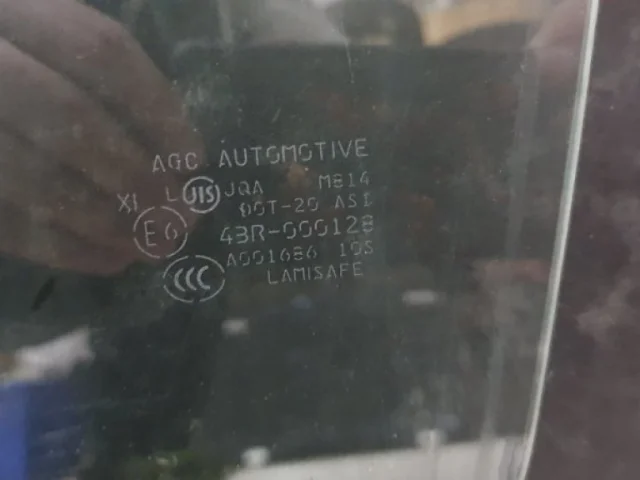 AGC AUTOMOTIVE
L JIS JQA M814
XI DOT-20 AS1
E6 43R-000128
A001686 10S
CCC LAMISAFE